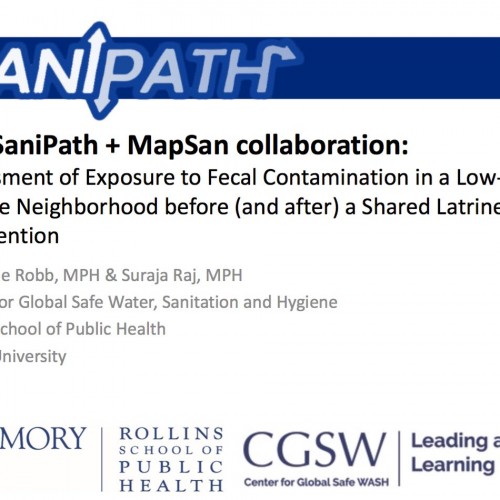 ANIPATH
SaniPath + MapSan collaboration:
sment of Exposure to Fecal Contamination in a Low-
e Neighborhood before (and after) a Shared Latrine
ention
e Robb, MPH & Suraja Raj, MPH
or Global Safe Water, Sanitation and Hygiene
chool of Public Health
University
MORY
ROLLINS
SCHOOL OF
PUBLIC
HEALTH
CGSW
Center for Global Safe WASH
Leading a
Learning